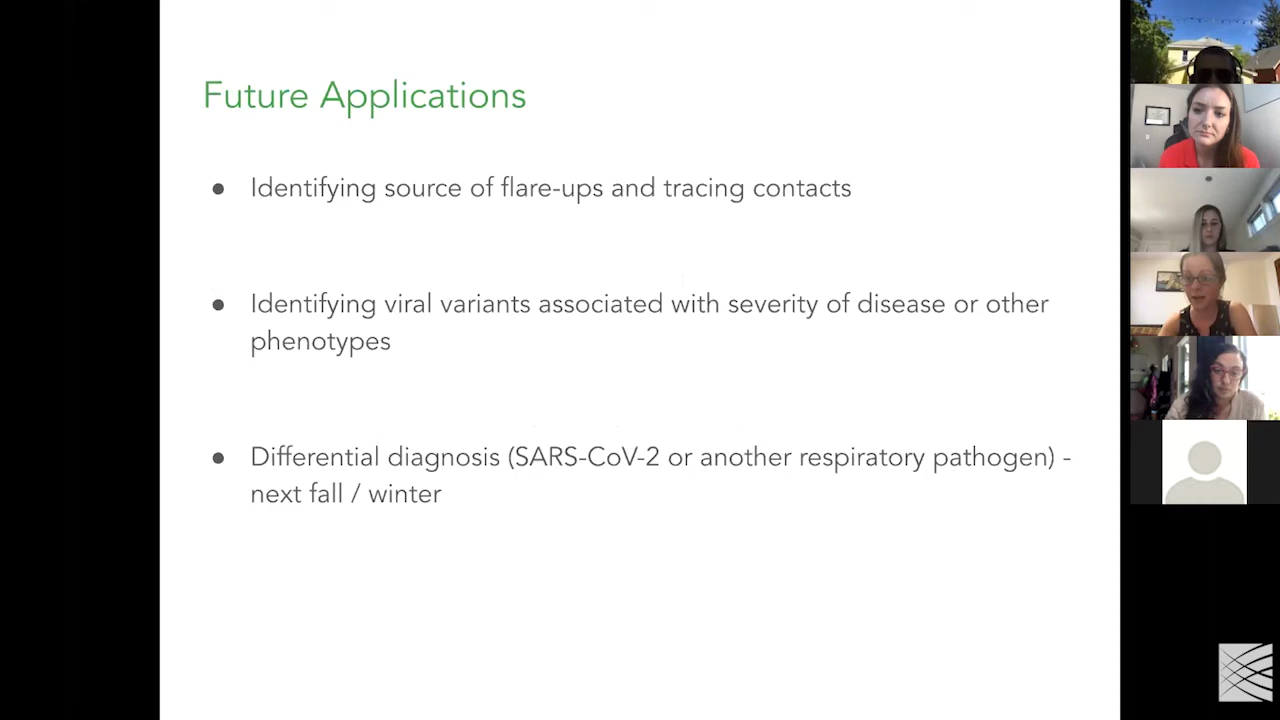 Future Applications
● Identifying source of flare-ups and tracing contacts
● Identifying viral variants associated with severity of disease or other
phenotypes
● Differential diagnosis (SARS-CoV-2 or another respiratory pathogen) -
next fall / winter